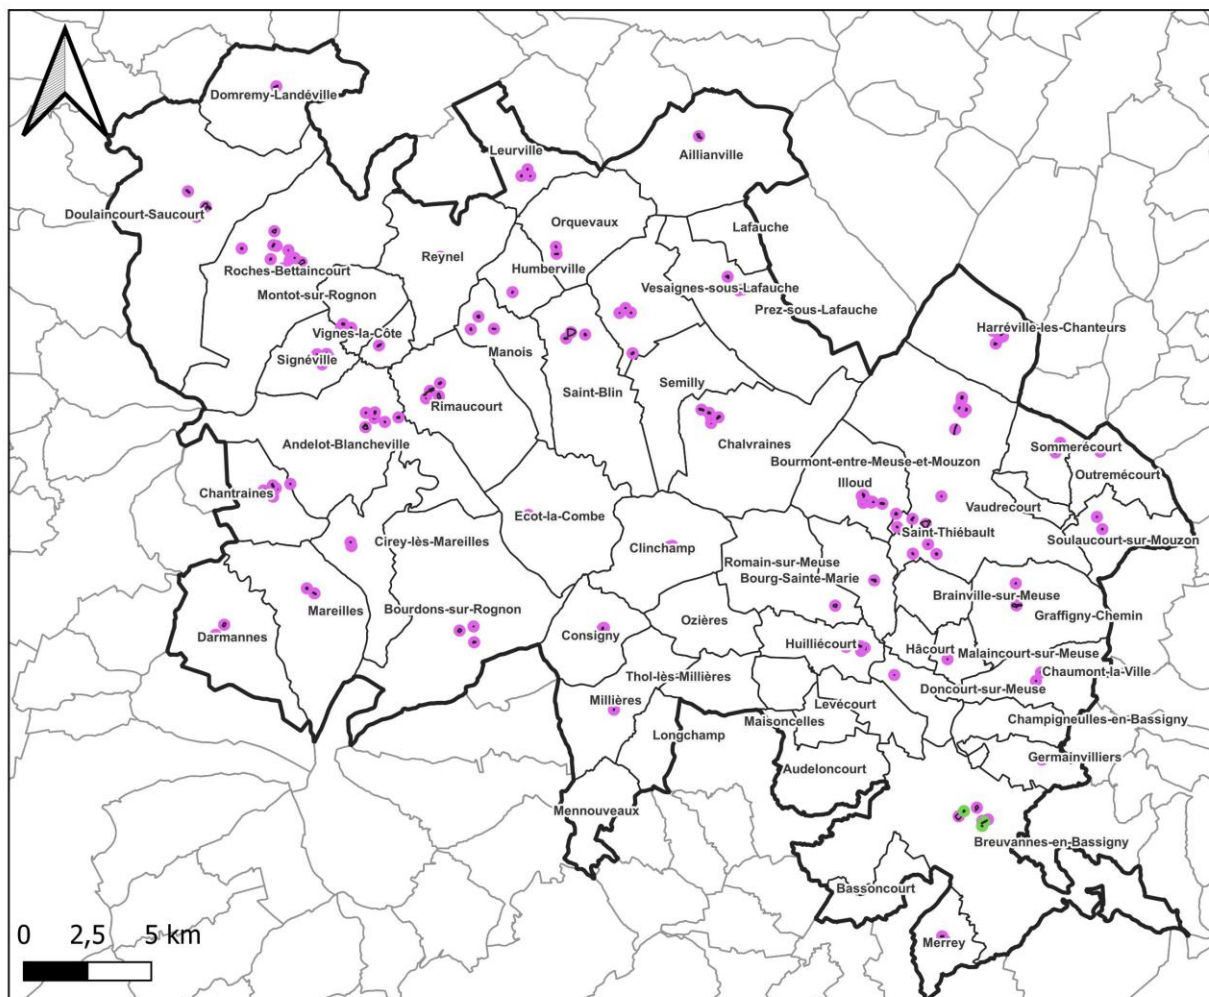 Domremy-Landéville
Leurville
Aillianville
Doulaincourt-Saucourt
Orquevaux
Lafauche
Reynel
Humberville
Roches-Bettaincourt
Vesaignes-sous-Lafauche
Montot-sur-Rognon
Prez-sous-Lafauche
Harréville-les-Chanteurs
Vignes-la-Côte
Manois
Signéville
Semilly
Saint-Blin
Rimaucourt
Andelot-Blancheville
Chalvraines
Sommerécourt
Bourmont-entre-Meuse-et-Mouzon
Outremécourt
Illoud
Chantraines
Vaudrecourt
Ecot-la-Combe
Saint-Thiébault
Cirey-lès-Mareilles
Soulaucourt-sur-Mouzon
Clinchamp
Romain-sur-Meuse
Bourg-Sainte-Marie
Brainville-sur-Meuse
Mareilles
Bourdons-sur-Rognon
Graffigny-Chemin
Ozières
Darmannes
Consigny
Huilliécourt
Hâcourt
Malaincourt-sur-Meuse
Chaumont-la-Ville
Thol-lès-Millières
Doncourt-sur-Meuse
Millières
Levécourt
Maisoncelles
Champigneulles-en-Bassigny
Longchamp
Germainvilliers
Audeloncourt
Mennouveaux
Breuvannes-en-Bassigny
Bassoncourt
Merrey
0 2,5 5 km